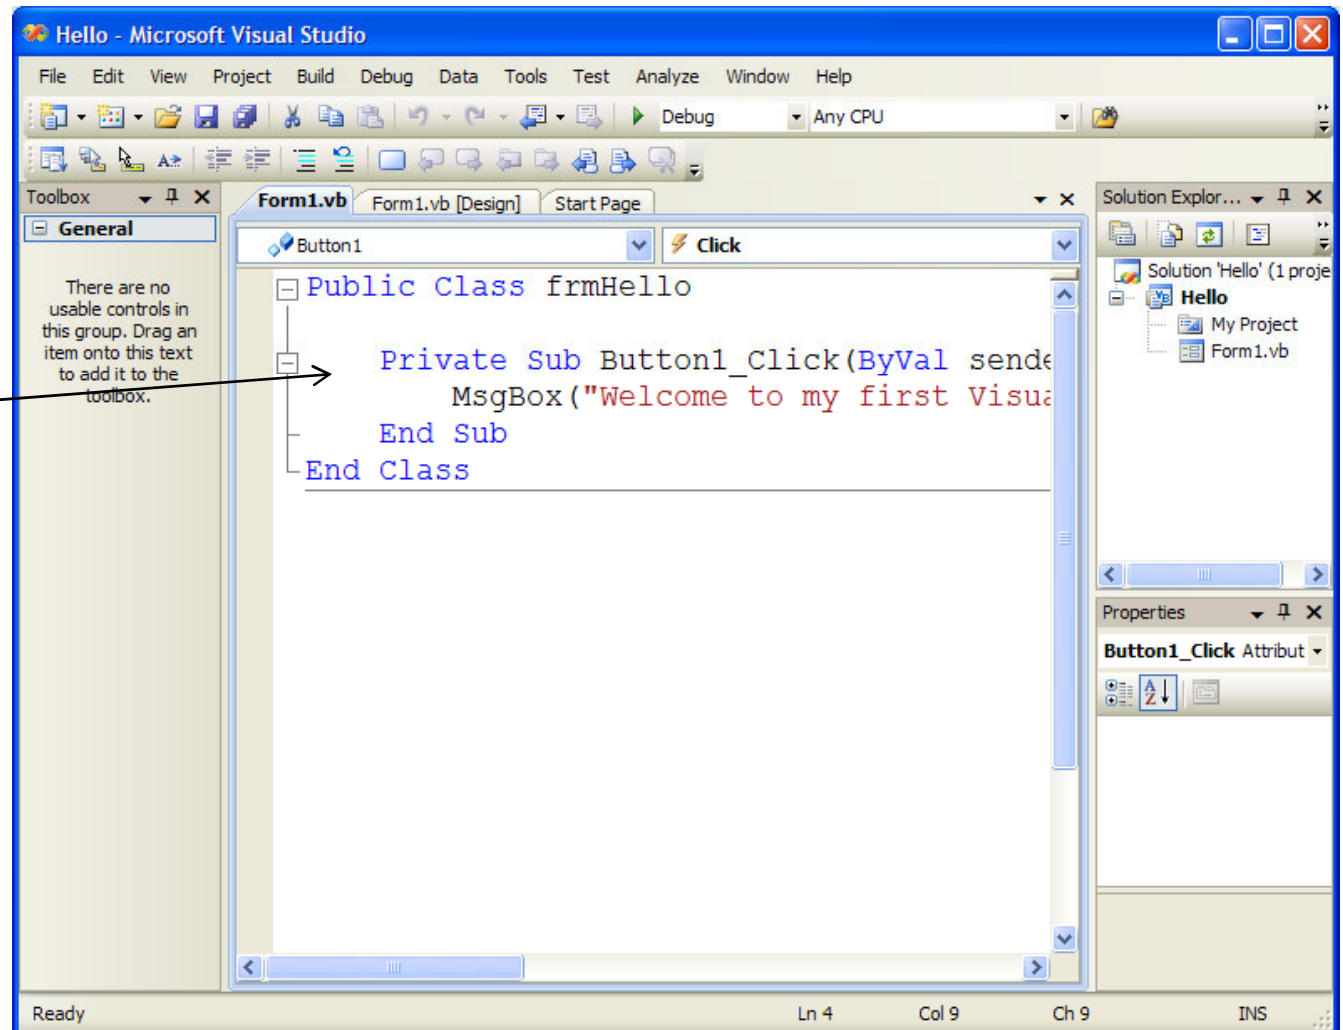 Hello - Microsoft Visual Studio
File Edit View Project Build Debug Data Tools Test Analyze Window Help
Debug Any CPU
Toolbox
Form1.vb Form1.vb [Design] Start Page
Solution Explor...
General
Button1 Click
There are no
usable controls in
this group. Drag an
item onto this text
to add it to the
toolbox.
Public Class frmHello
Private Sub Button1_Click(ByVal sende
MsgBox("Welcome to my first Visua
End Sub
End Class
Solution 'Hello' (1 proje
Hello
My Project
Form1.vb
Properties
Button1_Click Attribut
Ready Ln 4 Col 9 Ch 9 INS